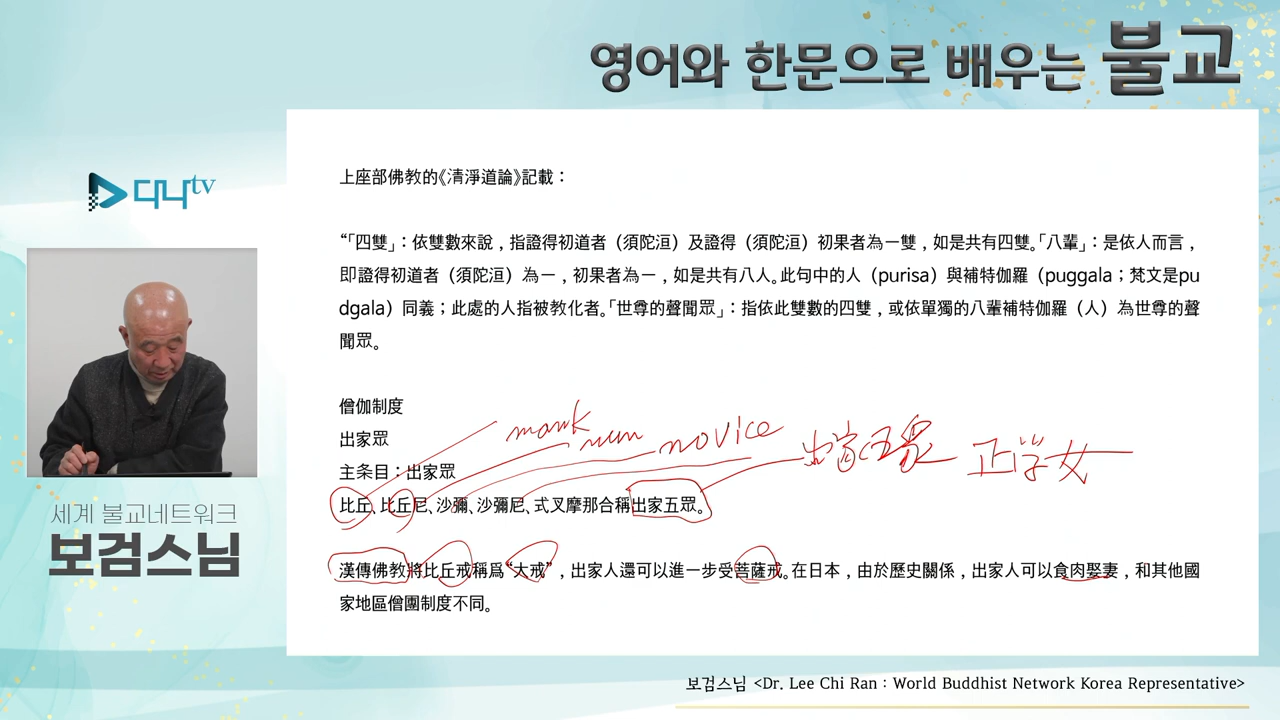 영어와 한문으로 배우는 불교
디나tv
上座部佛教的《清淨道論》記載：
“「四雙」：依雙數來說，指證得初道者（須陀洹）及證得（須陀洹）初果者為一雙，如是共有四雙。「八輩」：是依人而言，
即證得初道者（須陀洹）為一，初果者為一，如是共有八人。此句中的人（purisa）與補特伽羅（puggala；梵文是pu
dgala）同義；此處的人指被教化者。「世尊的聲聞眾」：指依此雙數的四雙，或依單獨的八輩補特伽羅（人）為世尊的聲
聞眾。
僧伽制度
出家眾
主条目：出家眾
monk nun novice 出家五眾 正学女
比丘、比丘尼、沙彌、沙彌尼、式叉摩那合稱出家五眾。
漢傳佛教將比丘戒稱爲“大戒”，出家人還可以進一步受菩薩戒。在日本，由於歷史關係，出家人可以食肉娶妻，和其他國
家地區僧團制度不同。
세계 불교네트워크
보검스님
보검스님 <Dr. Lee Chi Ran : World Buddhist Network Korea Representative>